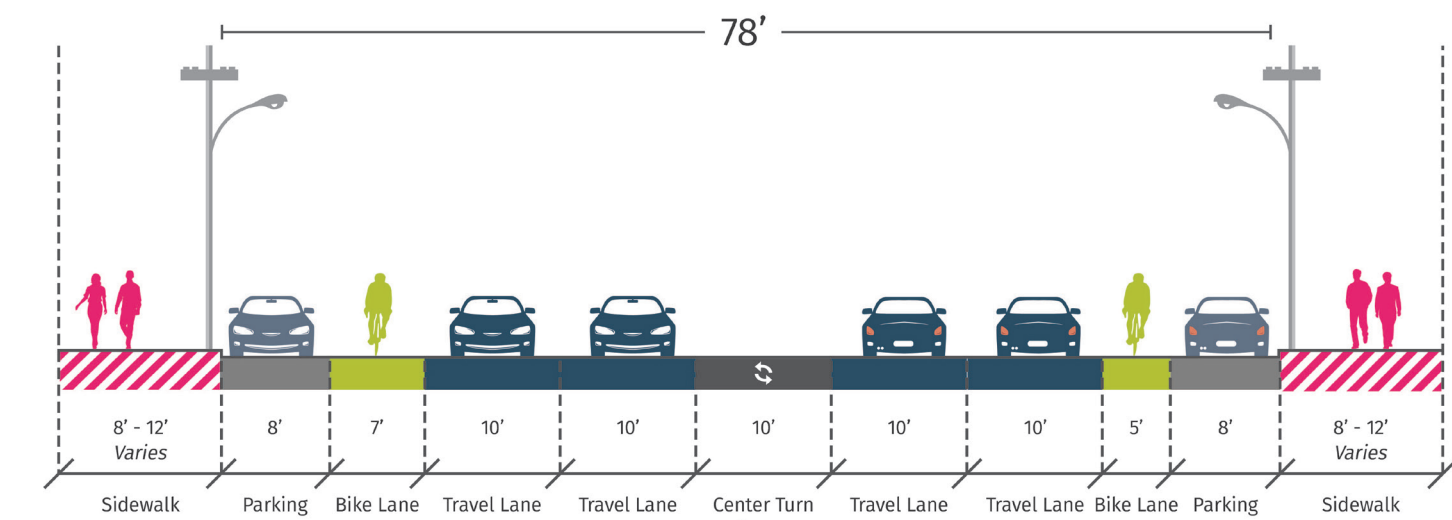 78’
8’ - 12’ 8’ 7’ 10’ 10’ 10’ 10’ 10’ 5’ 8’ 8’ - 12’
Varies Varies
Sidewalk Parking Bike Lane Travel Lane Travel Lane Center Turn Travel Lane Travel Lane Bike Lane Parking Sidewalk